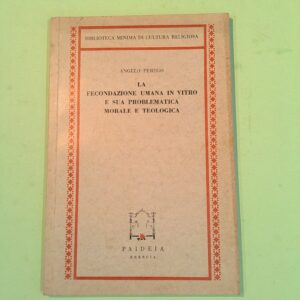 BIBLIOTECA MINIMA DI CULTURA RELIGIOSA
ANGELO PEREGO
LA
FECONDAZIONE UMANA IN VITRO
E SUA PROBLEMATICA
MORALE E TEOLOGICA
PAIDEIA
BRESCIA